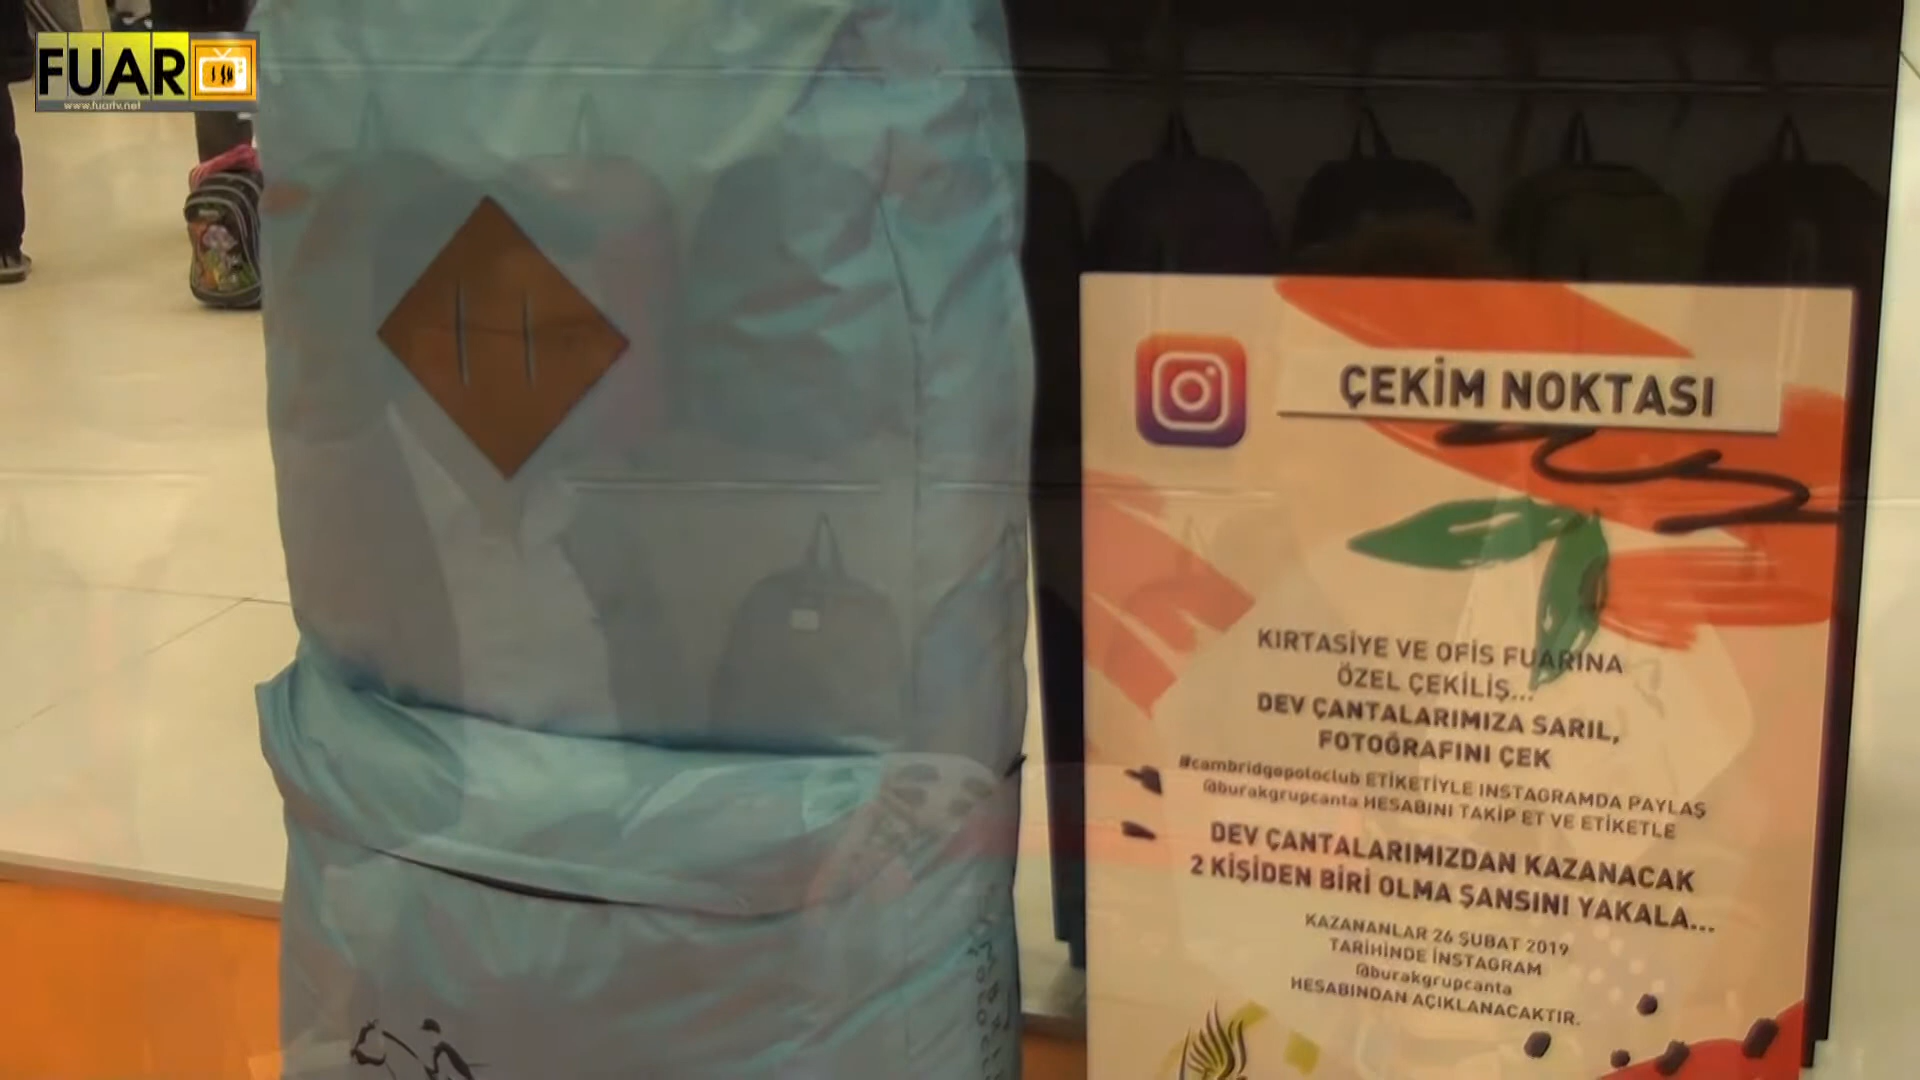 FUAR
www.fuartv.net
ÇEKİM NOKTASI
KIRTASİYE VE OFİS FUARINA
ÖZEL ÇEKİLİŞ...
DEV ÇANTALARIMIZA SARIL,
FOTOĞRAFINI ÇEK
#cambridgepoloclub ETİKETİYLE INSTAGRAMDA PAYLAŞ
@burakgrupcanta HESABINI TAKİP ET VE ETİKETLE
DEV ÇANTALARIMIZDAN KAZANACAK
2 KİŞİDEN BİRİ OLMA ŞANSINI YAKALA...
KAZANANLAR 26 ŞUBAT 2019
TARİHİNDE İNSTAGRAM
@burakgrupcanta
HESABINDAN AÇIKLANACAKTIR.